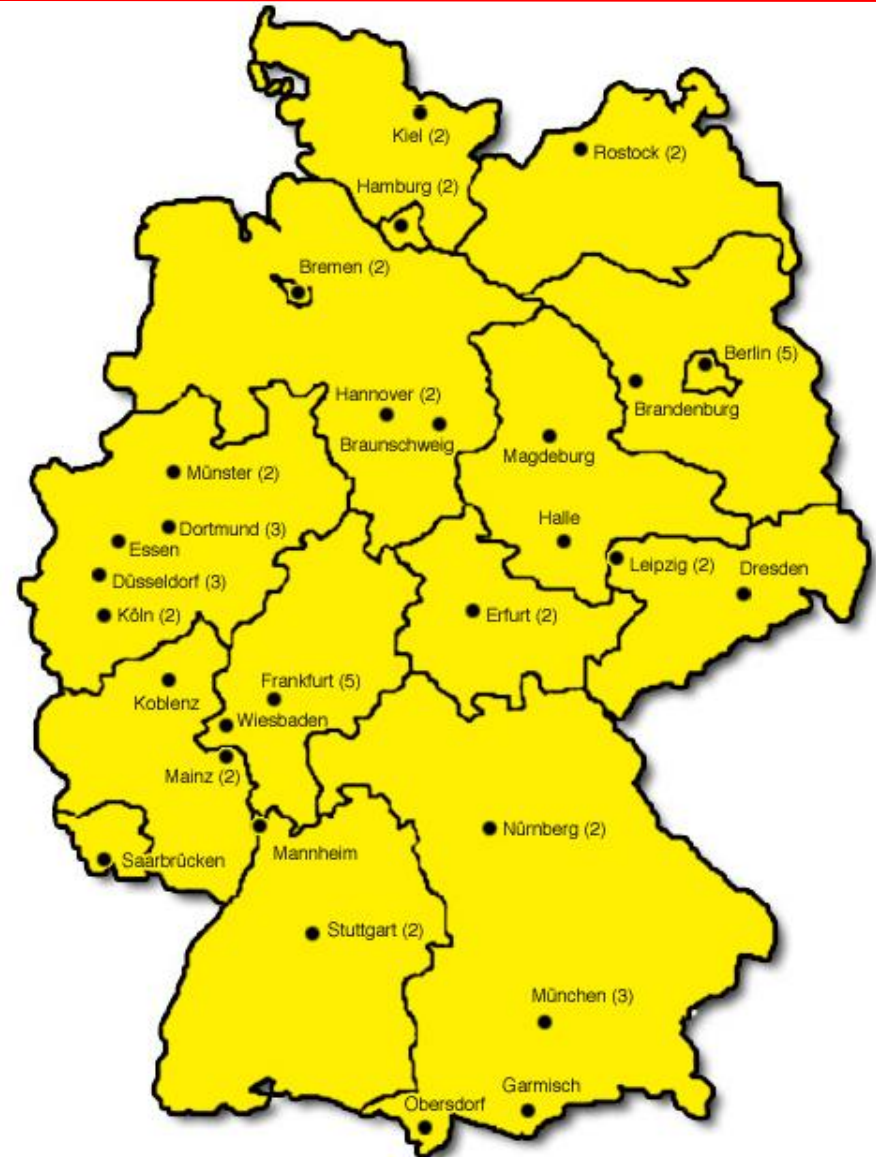 Kiel (2)
Rostock (2)
Hamburg (2)
Bremen (2)
Berlin (5)
Hannover (2)
Brandenburg
Braunschweig
Magdeburg
Münster (2)
Halle
Dortmund (3)
Essen
Leipzig (2)
Dresden
Düsseldorf (3)
Köln (2)
Erfurt (2)
Frankfurt (5)
Koblenz
Wiesbaden
Mainz (2)
Nürnberg (2)
Mannheim
Saarbrücken
Stuttgart (2)
München (3)
Garmisch
Obersdorf